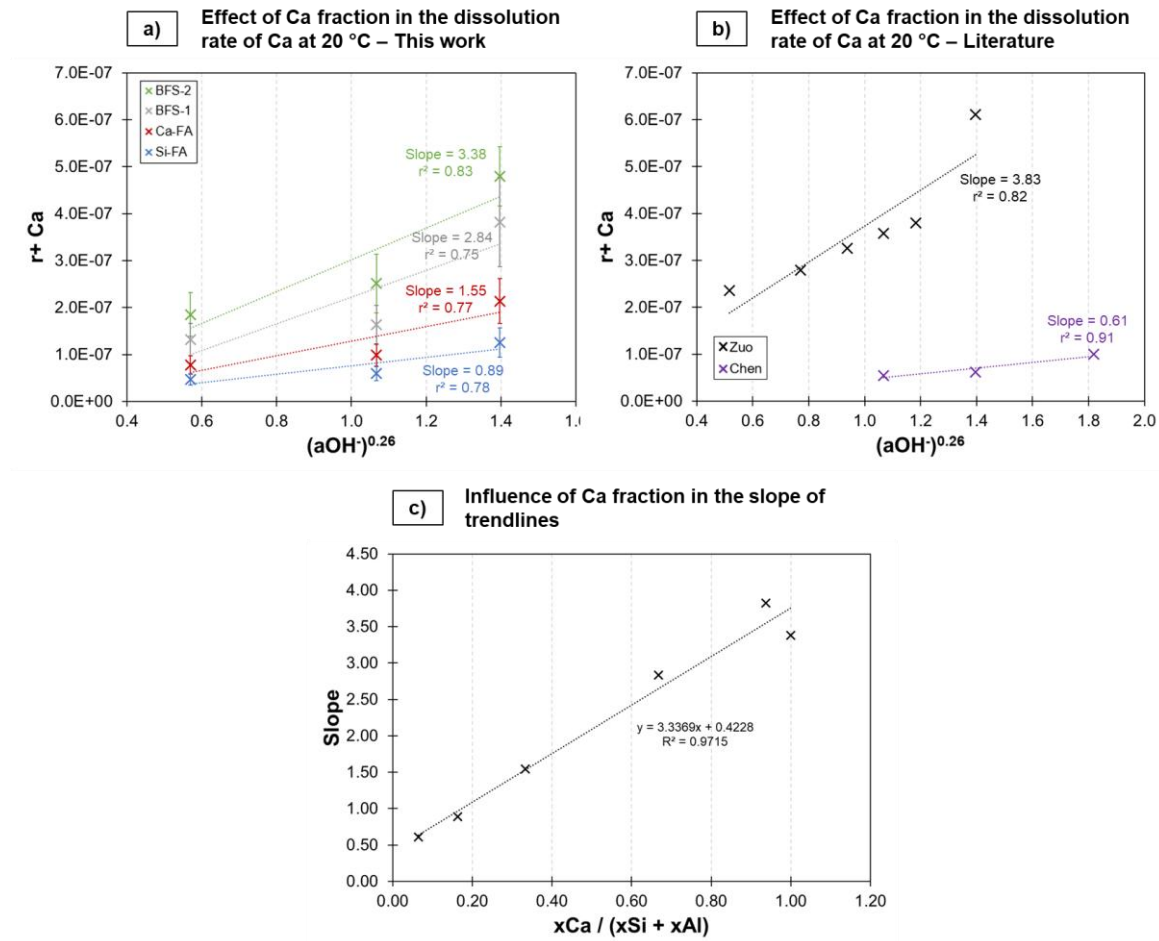 a)
Effect of Ca fraction in the dissolution
rate of Ca at 20 °C – This work
7.0E-07
6.0E-07
5.0E-07
4.0E-07
3.0E-07
2.0E-07
1.0E-07
0.0E+00
r+ Ca
BFS-2
BFS-1
Ca-FA
Si-FA
Slope = 3.38
r² = 0.83
Slope = 2.84
r² = 0.75
Slope = 1.55
r² = 0.77
Slope = 0.89
r² = 0.78
0.4 0.6 0.8 1.0 1.2 1.4
(aOH-)0.26
b)
Effect of Ca fraction in the dissolution
rate of Ca at 20 °C – Literature
7.0E-07
6.0E-07
5.0E-07
4.0E-07
3.0E-07
2.0E-07
1.0E-07
0.0E+00
r+ Ca
Slope = 3.83
r² = 0.82
Zuo
Chen
Slope = 0.61
r² = 0.91
0.4 0.6 0.8 1.0 1.2 1.4 1.6 1.8 2.0
(aOH-)0.26
c)
Influence of Ca fraction in the slope of
trendlines
4.50
4.00
3.50
3.00
2.50
2.00
1.50
1.00
0.50
0.00
Slope
y = 3.3369x + 0.4228
R² = 0.9715
0.00 0.20 0.40 0.60 0.80 1.00 1.20
xCa / (xSi + xAl)